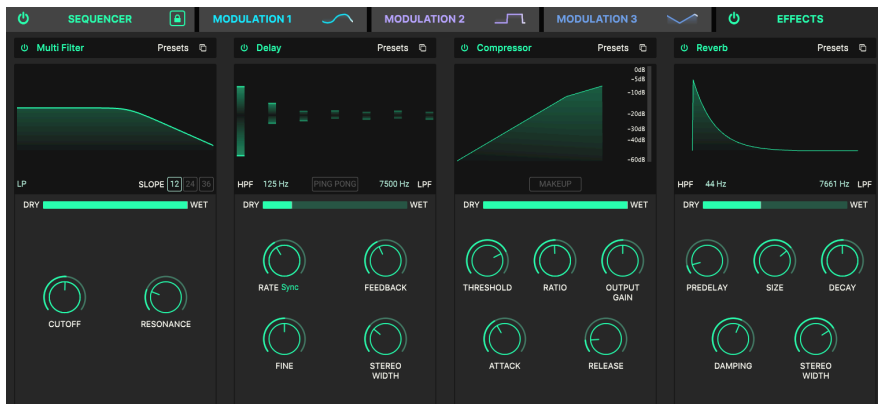 SEQUENCER MODULATION 1 MODULATION 2 MODULATION 3 EFFECTS
Multi Filter Presets Delay Presets Compressor Presets Reverb Presets
0dB
-5dB
-10dB
-20dB
-30dB
-40dB
-60dB
LP SLOPE 12 24 36 HPF 125 Hz PING PONG 7500 Hz LPF MAKEUP HPF 44 Hz 7661 Hz LPF
DRY WET DRY WET DRY WET DRY WET
RATE Sync FEEDBACK THRESHOLD RATIO OUTPUT GAIN PREDELAY SIZE DECAY
CUTOFF RESONANCE
FINE STEREO WIDTH ATTACK RELEASE DAMPING STEREO WIDTH